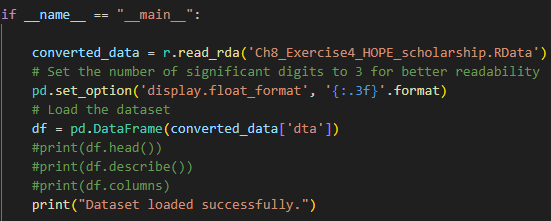 if __name__ == "__main__":
converted_data = r.read_rda('Ch8_Exercise4_HOPE_scholarship.RData')
# Set the number of significant digits to 3 for better readability
pd.set_option('display.float_format', '{:.3f}'.format)
# Load the dataset
df = pd.DataFrame(converted_data['dta'])
#print(df.head())
#print(df.describe())
#print(df.columns)
print("Dataset loaded successfully.")